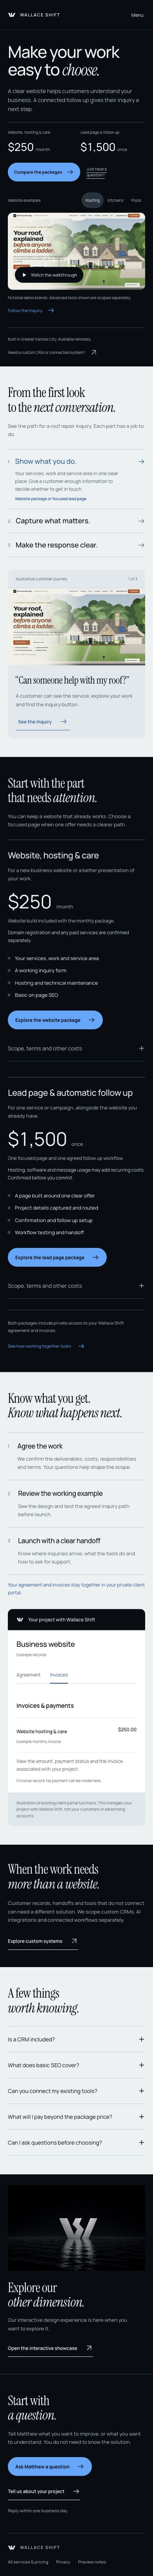 WALLACE SHIFT
Menu
Make your work
easy to choose.
A clear website helps customers understand your
business. A connected follow up gives their inquiry a
next step.
Website, hosting & care
$250 /month
Lead page & follow up
$1,500 once
Compare the packages
Just have a
question?
Website examples
Roofing
Kitchens
Pools
Your roof,
explained
before anyone
climbs a ladder.
Watch the walkthrough
Fictional demo brands. Advanced tools shown are scoped separately.
Follow the inquiry
Built in Greater Kansas City. Available remotely.
Need a custom CRM or connected system?
From the first look
to the next conversation.
See the path for a roof repair inquiry. Each part has a job to
do.
1
Show what you do.
Your services, work and service area in one clear
place. Give a customer enough information to
decide whether to get in touch.
Website package or focused lead page
2
Capture what matters.
3
Make the response clear.
Illustrative customer journey
1 of 3
Your roof,
explained
before anyone
climbs a ladder.
“Can someone help with my roof?”
A customer can see the service, explore your work
and find the inquiry button.
See the inquiry
Start with the part
that needs attention.
You can keep a website that already works. Choose a
focused page when one offer needs a clearer path.
Website, hosting & care
For a new business website or a better presentation of
your work.
$250 /month
Website build included with the monthly package
Domain registration and any paid services are confirmed
separately.
Your services, work and service area
A working inquiry form
Hosting and technical maintenance
Basic on-page SEO
Explore the website package
Scope, terms and other costs
Lead page & automatic follow up
For one service or campaign, alongside the website you
already have.
$1,500 once
One focused page and one agreed follow up workflow.
Hosting, software and message usage may add recurring costs.
Confirmed before you commit.
A page built around one clear offer
Project details captured and routed
Confirmation and follow up setup
Workflow testing and handoff
Explore the lead page package
Scope, terms and other costs
Both packages include private access to your Wallace Shift
agreement and invoices.
See how working together looks
Know what you get.
Know what happens next.
1
Agree the work
We confirm the deliverables, costs, responsibilities
and terms. Your questions help shape the scope.
2
Review the working example
See the design and test the agreed inquiry path
before launch.
3
Launch with a clear handoff
Know where inquiries arrive, what the tools do and
how to ask for support.
Your agreement and invoices stay together in your private client
portal.
Your project with Wallace Shift
Business website
Example records
Agreement
Invoices
Invoices & payments
Website hosting & care
$250.00
Example monthly invoice
View the amount, payment status and the invoice
associated with your project.
Fictional record. No payment can be made here.
Illustration of existing client portal functions. This manages your
project with Wallace Shift, not your customers or advertising
accounts.
When the work needs
more than a website.
Customer records, handoffs and tools that do not connect
can need a different solution. We scope custom CRMs, AI
integrations and connected workflows separately.
Explore custom systems
A few things
worth knowing.
Is a CRM included?
What does basic SEO cover?
Can you connect my existing tools?
What will I pay beyond the package price?
Can I ask questions before choosing?
Explore our
other dimension.
Our interactive design experience is here when you
want to explore it.
Open the interactive showcase
Start with
a question.
Tell Matthew what you want to improve, or what you want
to understand. You do not need to know the solution.
Ask Matthew a question
Tell us about your project
Reply within one business day.
WALLACE SHIFT
All services & pricing
Privacy
Preview notes